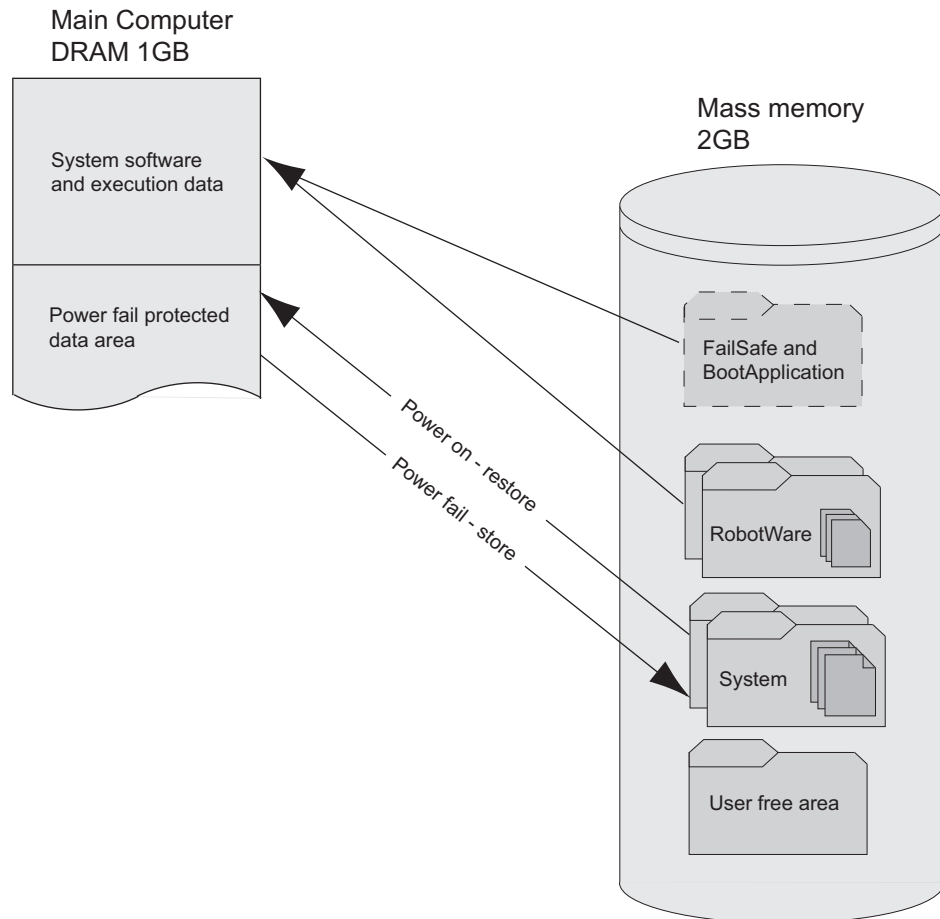 Main Computer
DRAM 1GB
System software
and execution data
Power fail protected
data area
Mass memory
2GB
FailSafe and
BootApplication
RobotWare
System
User free area
Power on - restore
Power fail - store